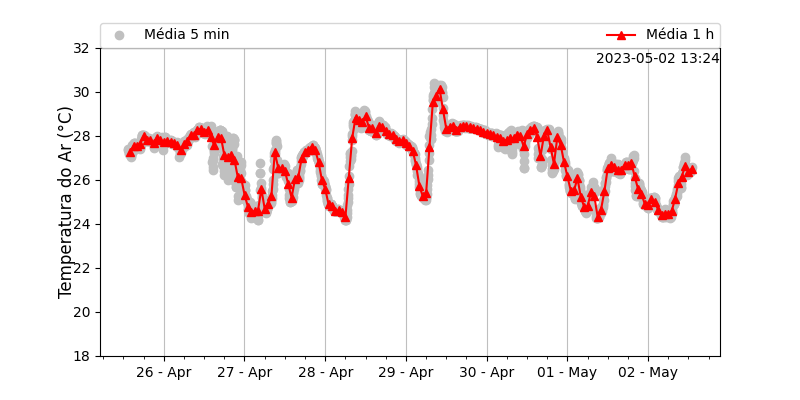 Média 5 min
Média 1 h
2023-05-02 13:24
Temperatura do Ar (°C)
32
30
28
26
24
22
20
18
26 - Apr
27 - Apr
28 - Apr
29 - Apr
30 - Apr
01 - May
02 - May